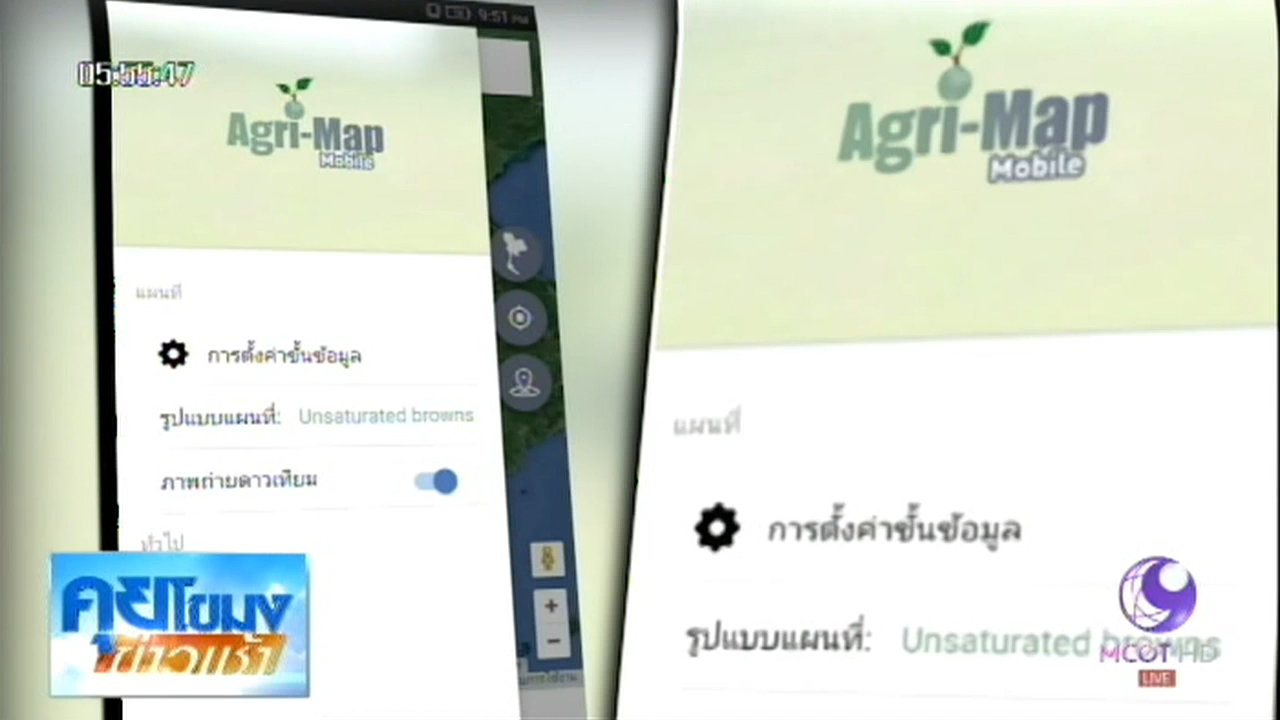 9:51 PM
05:55:47
Agri-Map
Mobile
แผนที่
การตั้งค่าชั้นข้อมูล
รูปแบบแผนที่: Unsaturated browns
ภาพถ่ายดาวเทียม
ทั่วไป
คุยโขมง
ข่าวเช้า
Agri-Map
Mobile
แผนที่
การตั้งค่าชั้นข้อมูล
รูปแบบแผนที่: Unsaturated browns
MCOT HD
LIVE